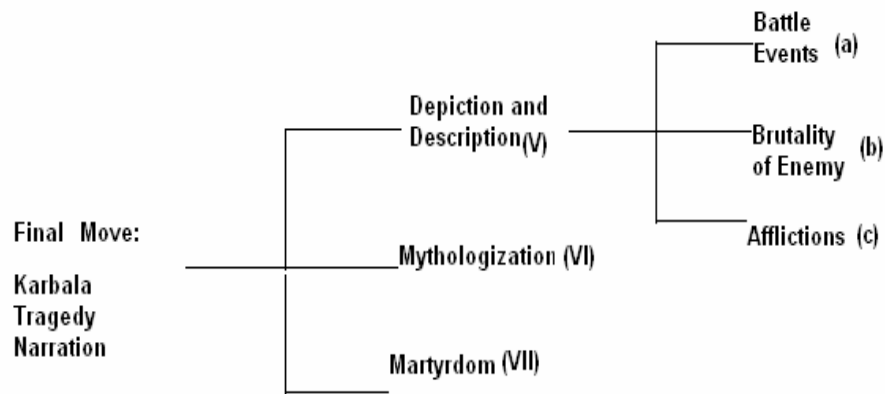 Final Move:
Karbala
Tragedy
Narration
Depiction and
Description(V)
Mythologization (VI)
Martyrdom (VII)
Battle
Events (a)
Brutality
of Enemy (b)
Afflictions (c)